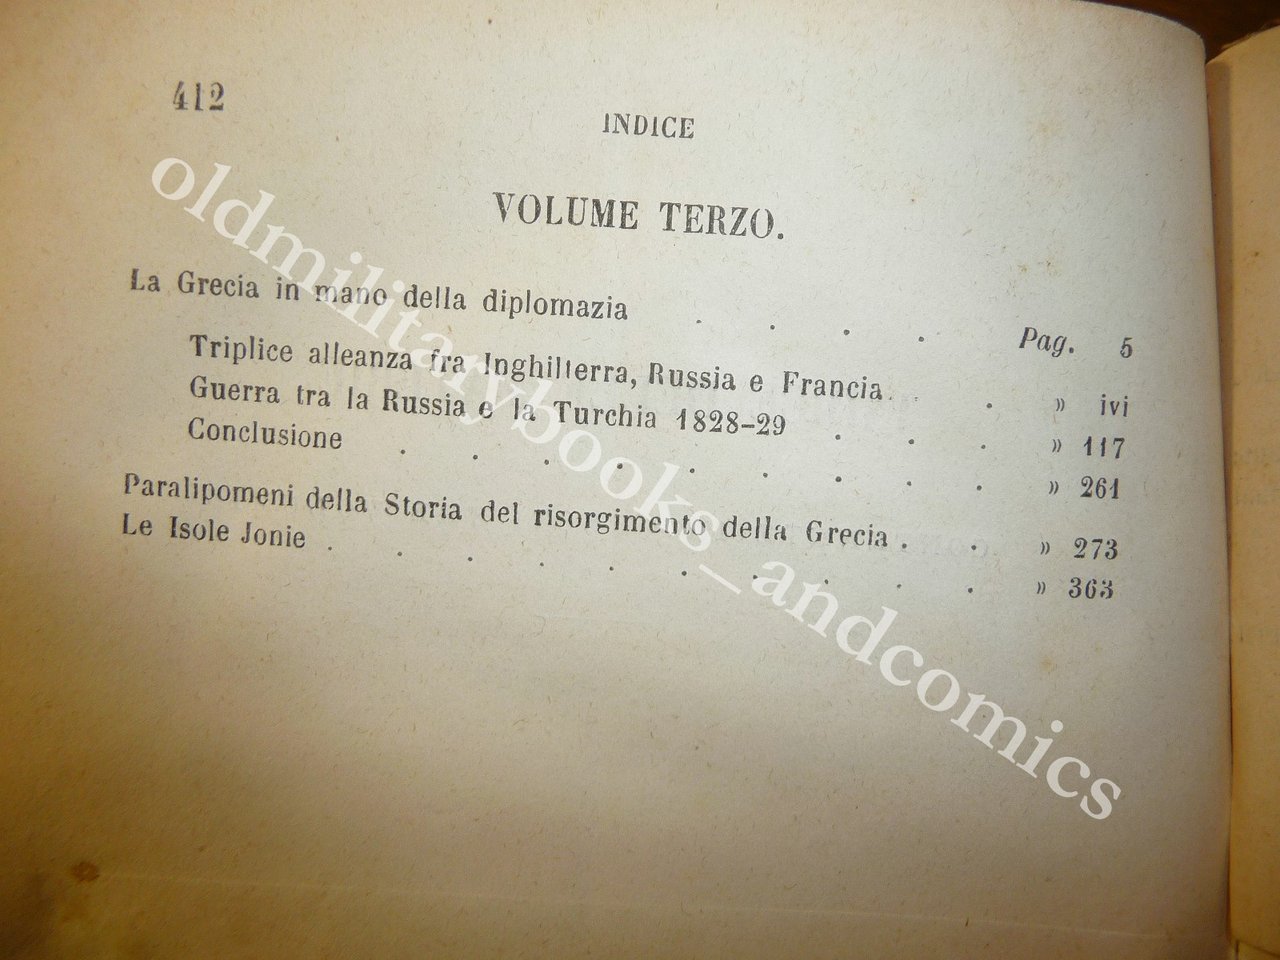 412
INDICE
VOLUME TERZO.
La Grecia in mano della diplomazia . . . . Pag. 5
Triplice alleanza fra Inghilterra, Russia e Francia . . » ivi
Guerra tra la Russia e la Turchia 1828-29 . . . » 117
Conclusione . . . . . . . . . » 261
Paralipomeni della Storia del risorgimento della Grecia . . » 273
Le Isole Jonie . . . . . . . . . . » 363
oldmilitarybooks_andcomics